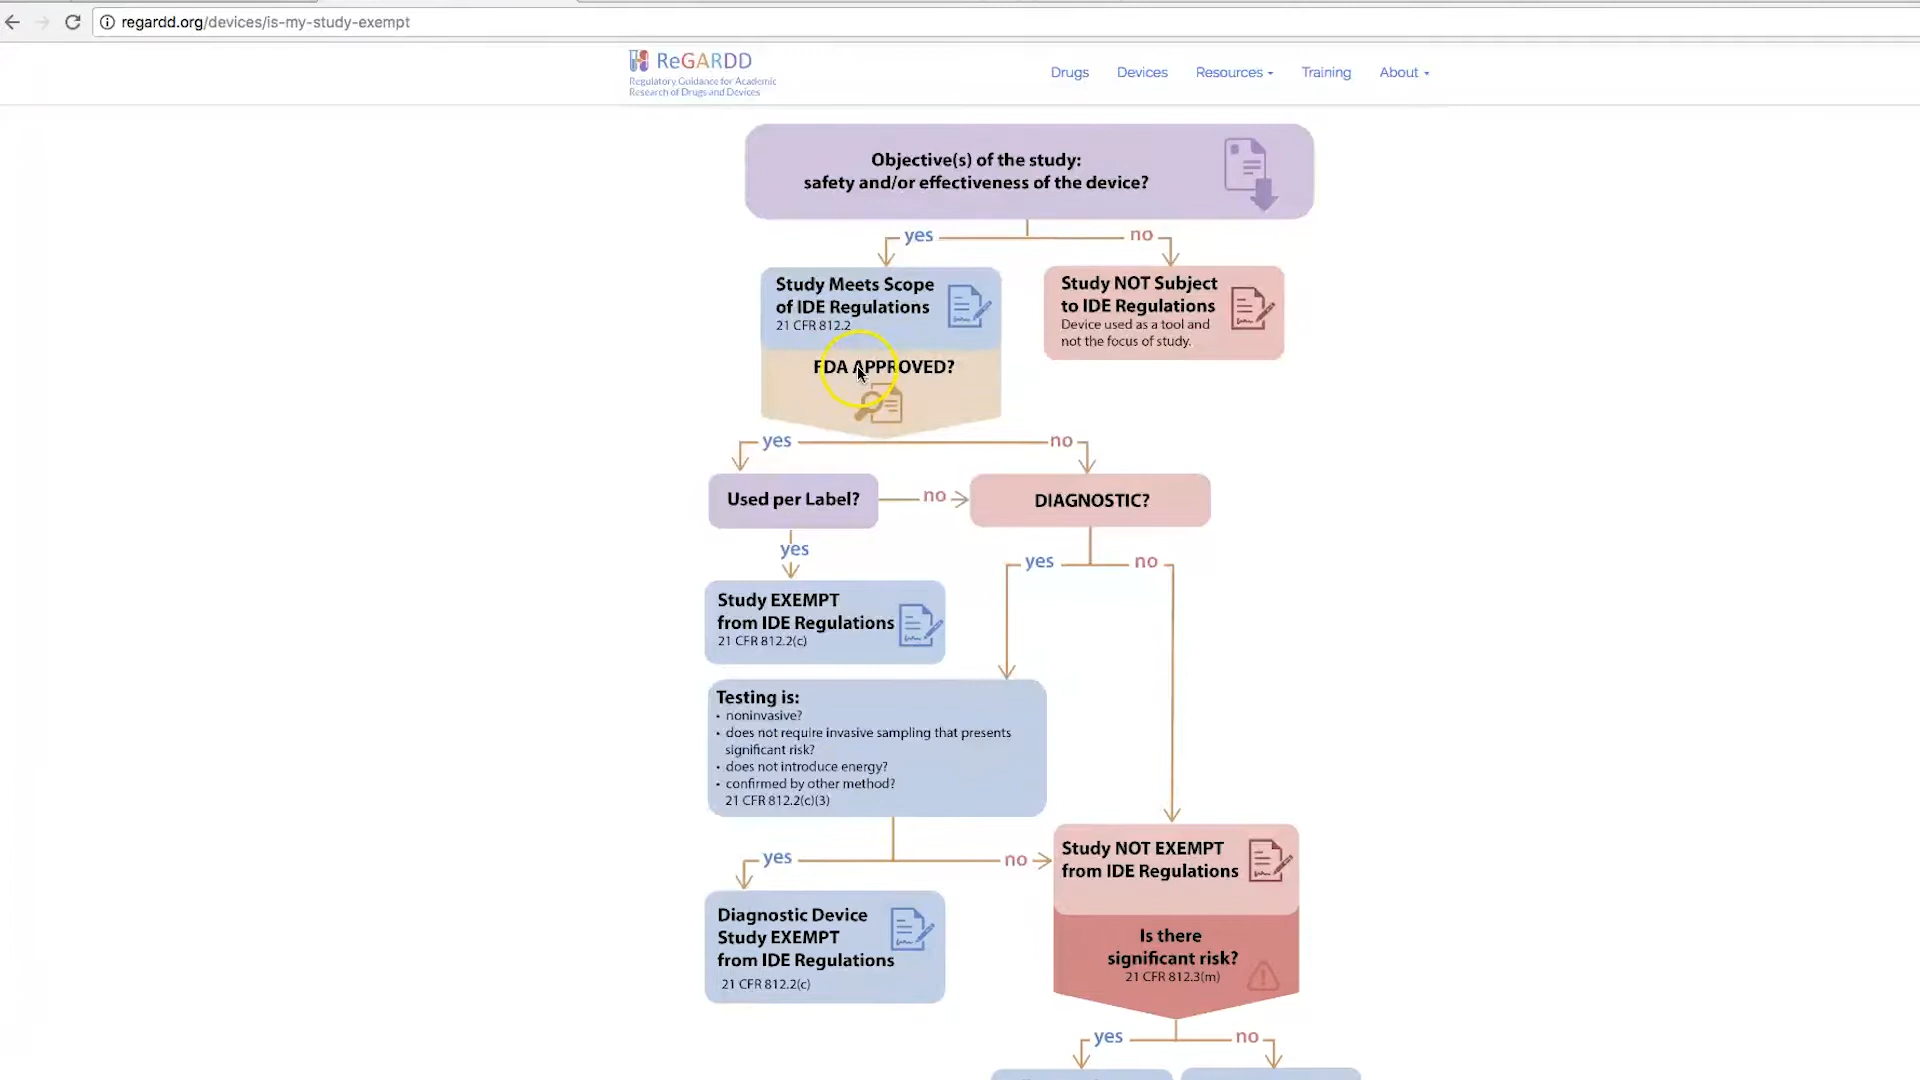 regardd.org/devices/is-my-study-exempt
ReGARDD
Regulatory Guidance for Academic
Research of Drugs and Devices
Drugs
Devices
Resources
Training
About
Objective(s) of the study:
safety and/or effectiveness of the device?
yes
no
Study Meets Scope
of IDE Regulations
21 CFR 812.2
Study NOT Subject
to IDE Regulations
Device used as a tool and
not the focus of study.
FDA APPROVED?
yes
no
Used per Label?
no
DIAGNOSTIC?
yes
yes
no
Study EXEMPT
from IDE Regulations
21 CFR 812.2(c)
Testing is:
• noninvasive?
• does not require invasive sampling that presents
significant risk?
• does not introduce energy?
• confirmed by other method?
21 CFR 812.2(c)(3)
yes
no
Study NOT EXEMPT
from IDE Regulations
Diagnostic Device
Study EXEMPT
from IDE Regulations
21 CFR 812.2(c)
Is there
significant risk?
21 CFR 812.3(m)
yes
no